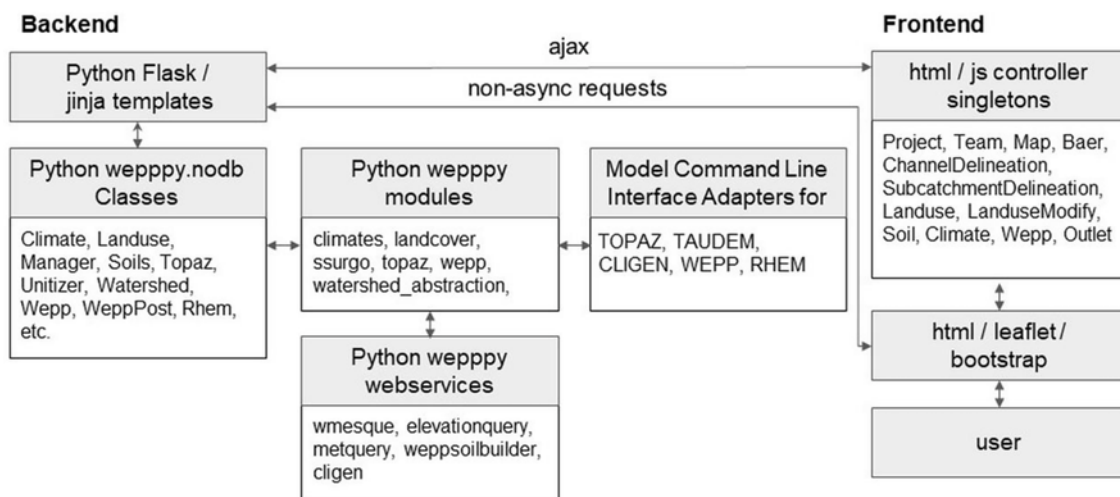 Backend
Frontend
ajax
non-async requests
Python Flask /
jinja templates
html / js controller
singletons
Project, Team, Map, Baer,
ChannelDelineation,
SubcatchmentDelineation,
Landuse, LanduseModify,
Soil, Climate, Wepp, Outlet
Python wepppy.nodb
Classes
Climate, Landuse,
Manager, Soils, Topaz,
Unitizer, Watershed,
Wepp, WeppPost, Rhem,
etc.
Python wepppy
modules
climates, landcover,
ssurgo, topaz, wepp,
watershed_abstraction,
Model Command Line
Interface Adapters for
TOPAZ, TAUDEM,
CLIGEN, WEPP, RHEM
Python wepppy
webservices
wmesque, elevationquery,
metquery, weppsoilbuilder,
cligen
html / leaflet /
bootstrap
user